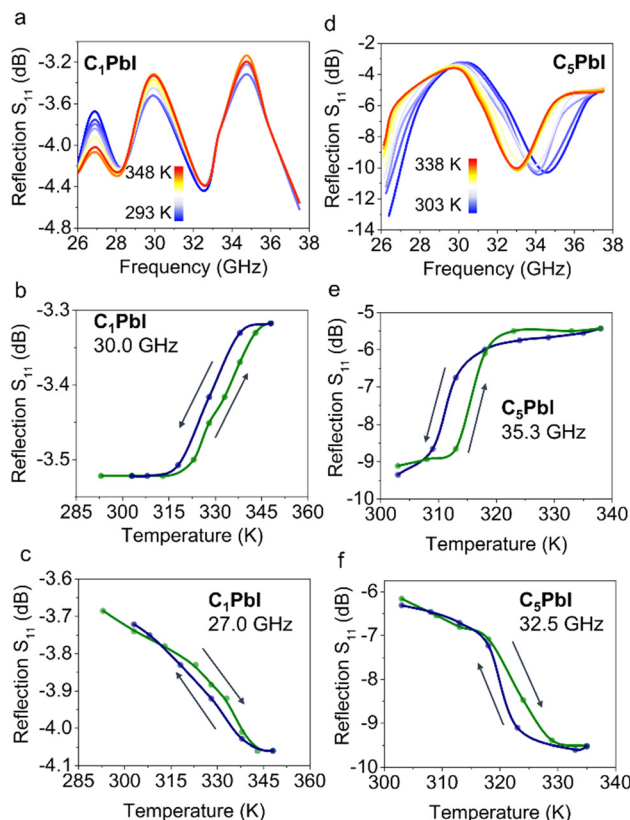 a
Reflection S11 (dB)
-3.2
-3.6
-4.0
-4.4
-4.8
C1PbI
348 K
293 K
26 28 30 32 34 36 38
Frequency (GHz)
d
Reflection S11 (dB)
-2
-4
-6
-8
-10
-12
-14
C5PbI
338 K
303 K
26 28 30 32 34 36 38
Frequency (GHz)
b
Reflection S11 (dB)
-3.3
-3.4
-3.5
C1PbI
30.0 GHz
285 300 315 330 345 360
Temperature (K)
e
Reflection S11 (dB)
-5
-6
-7
-8
-9
-10
C5PbI
35.3 GHz
300 310 320 330 340
Temperature (K)
c
Reflection S11 (dB)
-3.6
-3.7
-3.8
-3.9
-4.0
-4.1
C1PbI
27.0 GHz
285 300 315 330 345 360
Temperature (K)
f
Reflection S11 (dB)
-6
-7
-8
-9
-10
C5PbI
32.5 GHz
300 310 320 330 340
Temperature (K)